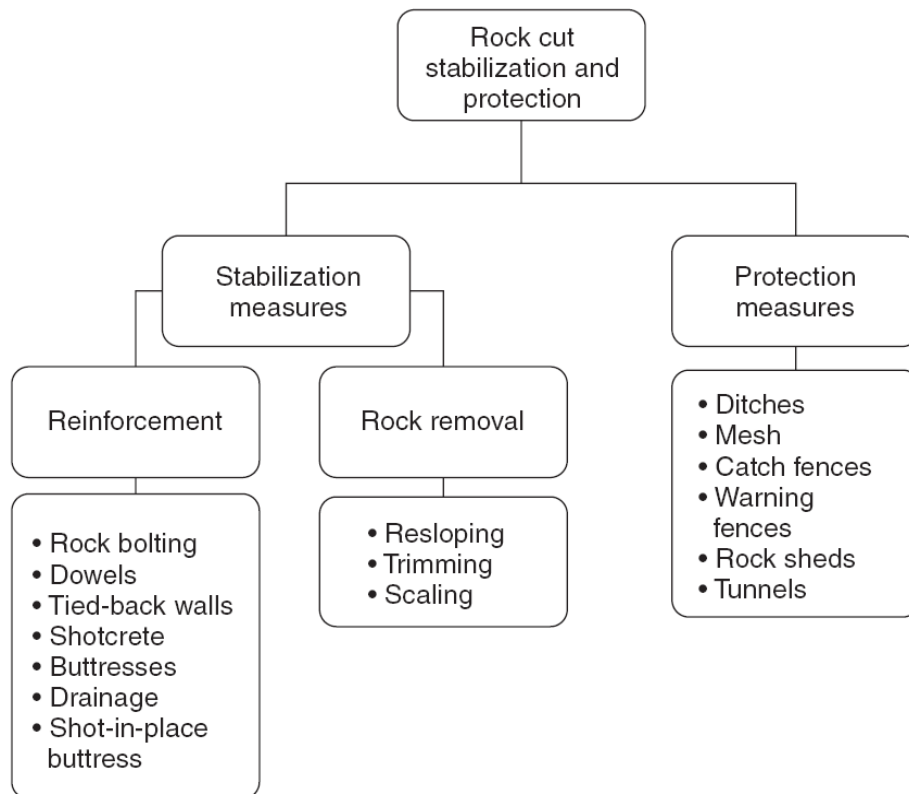 Rock cut
stabilization and
protection
Stabilization
measures
Protection
measures
Reinforcement
Rock removal
• Rock bolting
• Dowels
• Tied-back walls
• Shotcrete
• Buttresses
• Drainage
• Shot-in-place
buttress
• Resloping
• Trimming
• Scaling
• Ditches
• Mesh
• Catch fences
• Warning
fences
• Rock sheds
• Tunnels